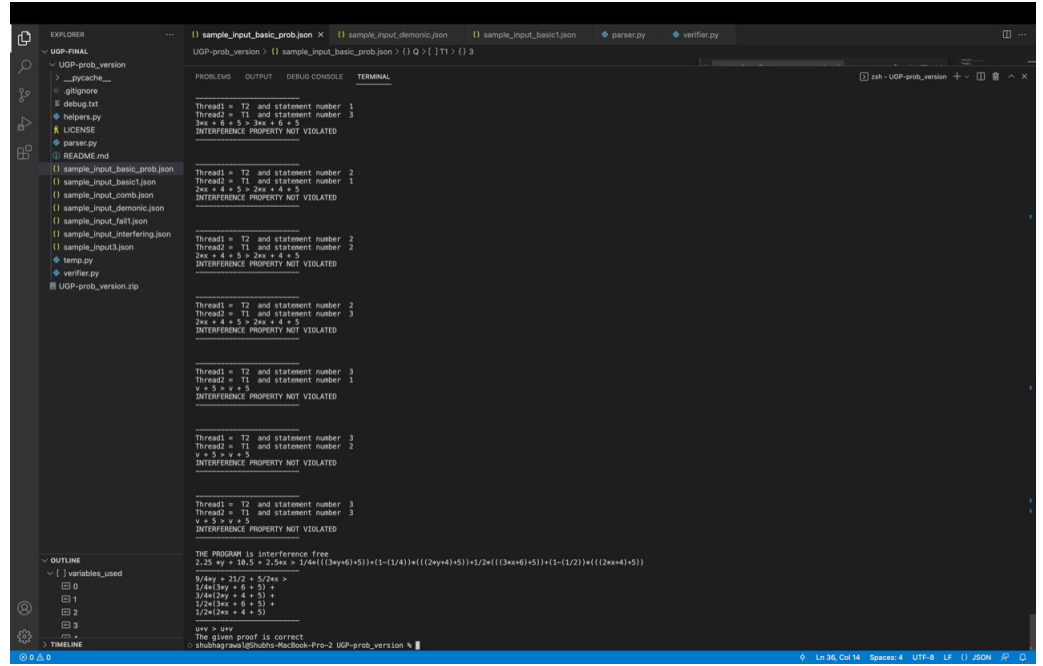 EXPLORER
UGP-FINAL
UGP-prob_version
__pycache__
.gitignore
debug.txt
helpers.py
LICENSE
parser.py
README.md
sample_input_basic_prob.json
sample_input_basic1.json
sample_input_comb.json
sample_input_demonic.json
sample_input_fail1.json
sample_input_interfering.json
sample_input3.json
temp.py
verifier.py
UGP-prob_version.zip
OUTLINE
[ ] variables_used
0
1
2
3
TIMELINE
{} sample_input_basic_prob.json × {} sample_input_demonic.json {} sample_input_basic1.json parser.py verifier.py
UGP-prob_version > {} sample_input_basic_prob.json > {} Q > [ ] T1 > {} 3
PROBLEMS OUTPUT DEBUG CONSOLE TERMINAL
zsh - UGP-prob_version
Thread1 = T2 and statement number 1
Thread2 = T1 and statement number 3
3*x + 6 + 5 > 3*x + 6 + 5
INTERFERENCE PROPERTY NOT VIOLATED
Thread1 = T2 and statement number 2
Thread2 = T1 and statement number 1
2*x + 4 + 5 > 2*x + 4 + 5
INTERFERENCE PROPERTY NOT VIOLATED
Thread1 = T2 and statement number 2
Thread2 = T1 and statement number 2
2*x + 4 + 5 > 2*x + 4 + 5
INTERFERENCE PROPERTY NOT VIOLATED
Thread1 = T2 and statement number 2
Thread2 = T1 and statement number 3
2*x + 4 + 5 > 2*x + 4 + 5
INTERFERENCE PROPERTY NOT VIOLATED
Thread1 = T2 and statement number 3
Thread2 = T1 and statement number 1
v + 5 > v + 5
INTERFERENCE PROPERTY NOT VIOLATED
Thread1 = T2 and statement number 3
Thread2 = T1 and statement number 2
v + 5 > v + 5
INTERFERENCE PROPERTY NOT VIOLATED
Thread1 = T2 and statement number 3
Thread2 = T1 and statement number 3
v + 5 > v + 5
INTERFERENCE PROPERTY NOT VIOLATED
THE PROGRAM is interference free
2.25 *y + 10.5 + 2.5*x > 1/4*(((3*y+6)+5))+(1-(1/4))*(((2*y+4)+5))+1/2*(((3*x+6)+5))+(1-(1/2))*(((2*x+4)+5))
9/4*y + 21/2 + 5/2*x >
1/4*(3*y + 6 + 5) +
3/4*(2*y + 4 + 5) +
1/2*(3*x + 6 + 5) +
1/2*(2*x + 4 + 5)
u+v > u+v
The given proof is correct
shubhagrawal@Shubhs-MacBook-Pro-2 UGP-prob_version %
0 0 Ln 36, Col 14 Spaces: 4 UTF-8 LF {} JSON